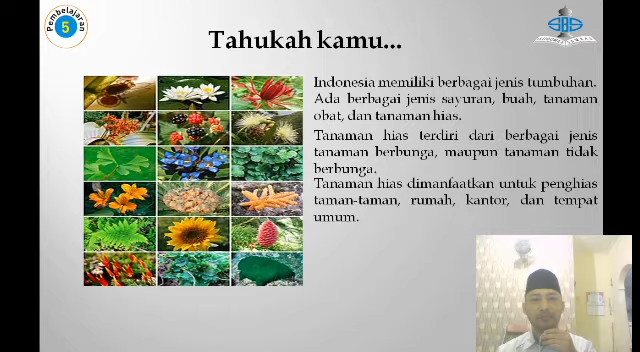 Pembelajaran
5
Tahukah kamu...
Indonesia memiliki berbagai jenis tumbuhan.
Ada berbagai jenis sayuran, buah, tanaman
obat, dan tanaman hias.
Tanaman hias terdiri dari berbagai jenis
tanaman berbunga, maupun tanaman tidak
berbunga.
Tanaman hias dimanfaatkan untuk penghias
taman-taman, rumah, kantor, dan tempat
umum.